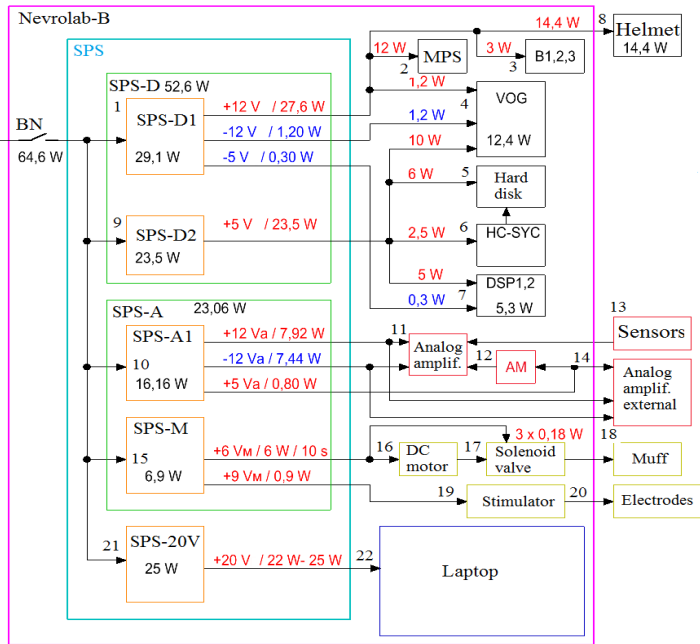 Nevrolab-B
14,4 W
8
Helmet
14,4 W
SPS
12 W
MPS
2
3 W
B1,2,3
3
SPS-D 52,6 W
1
SPS-D1
29,1 W
+12 V / 27,6 W
-12 V / 1,20 W
-5 V / 0,30 W
1,2 W
4
VOG
1,2 W
12,4 W
10 W
BN
64,6 W
6 W
5
Hard
disk
9
SPS-D2
23,5 W
+5 V / 23,5 W
2,5 W
6
HC-SYC
5 W
DSP1,2
7
0,3 W
5,3 W
SPS-A
23,06 W
SPS-A1
10
16,16 W
+12 Va / 7,92 W
-12 Va / 7,44 W
+5 Va / 0,80 W
11
Analog
amplif.
12
AM
14
13
Sensors
Analog
amplif.
external
SPS-M
15
6,9 W
+6 Vм / 6 W / 10 s
+9 Vм / 0,9 W
16
DC
motor
17
3 x 0,18 W
Solenoid
valve
18
Muff
19
Stimulator
20
Electrodes
21
SPS-20V
25 W
+20 V / 22 W- 25 W
22
Laptop